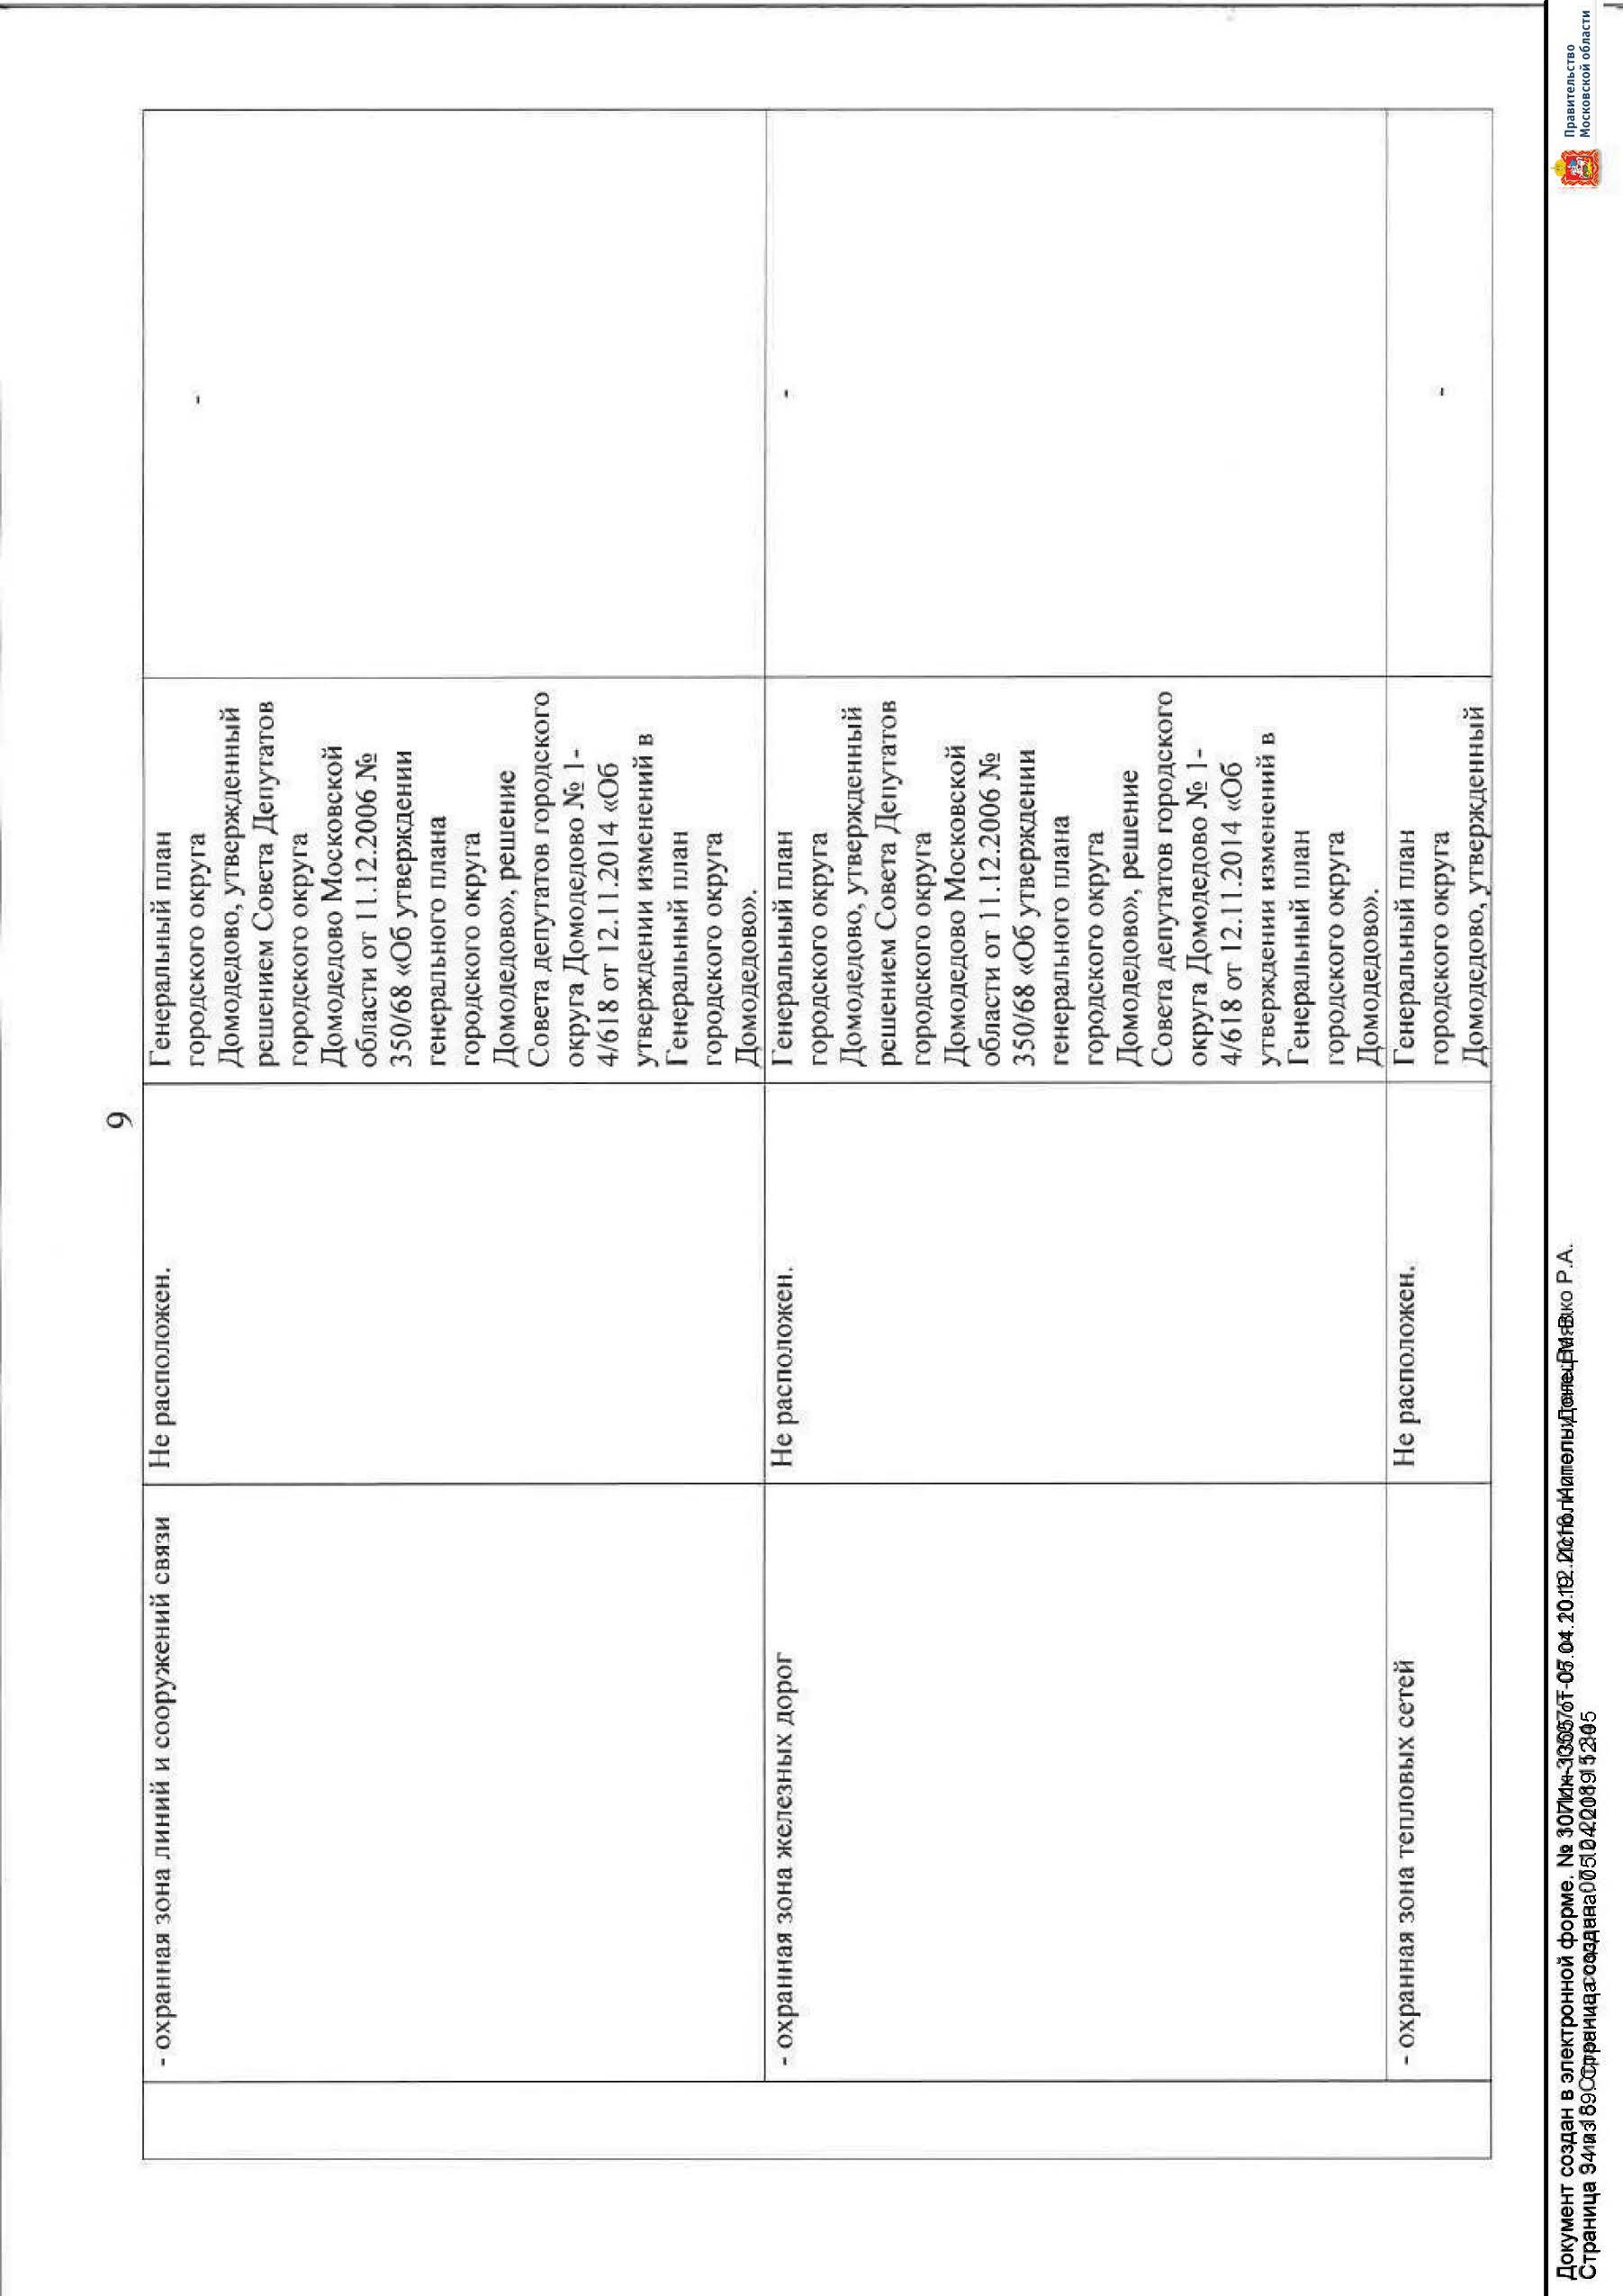 9
- охранная зона линий и сооружений связи
Не расположен.
Генеральный план
городского округа
Домодедово, утвержденный
решением Совета Депутатов
городского округа
Домодедово Московской
области от 11.12.2006 №
350/68 «Об утверждении
генерального плана
городского округа
Домодедово», решение
Совета депутатов городского
округа Домодедово № 1-
4/618 от 12.11.2014 «Об
утверждении изменений в
Генеральный план
городского округа
Домодедово».
-
- охранная зона железных дорог
Не расположен.
Генеральный план
городского округа
Домодедово, утвержденный
решением Совета Депутатов
городского округа
Домодедово Московской
области от 11.12.2006 №
350/68 «Об утверждении
генерального плана
городского округа
Домодедово», решение
Совета депутатов городского
округа Домодедово № 1-
4/618 от 12.11.2014 «Об
утверждении изменений в
Генеральный план
городского округа
Домодедово».
-
- охранная зона тепловых сетей
Не расположен.
Генеральный план
городского округа
Домодедово, утвержденный
-
Документ создан в электронной форме. №
Страница
Правительство
Московской области